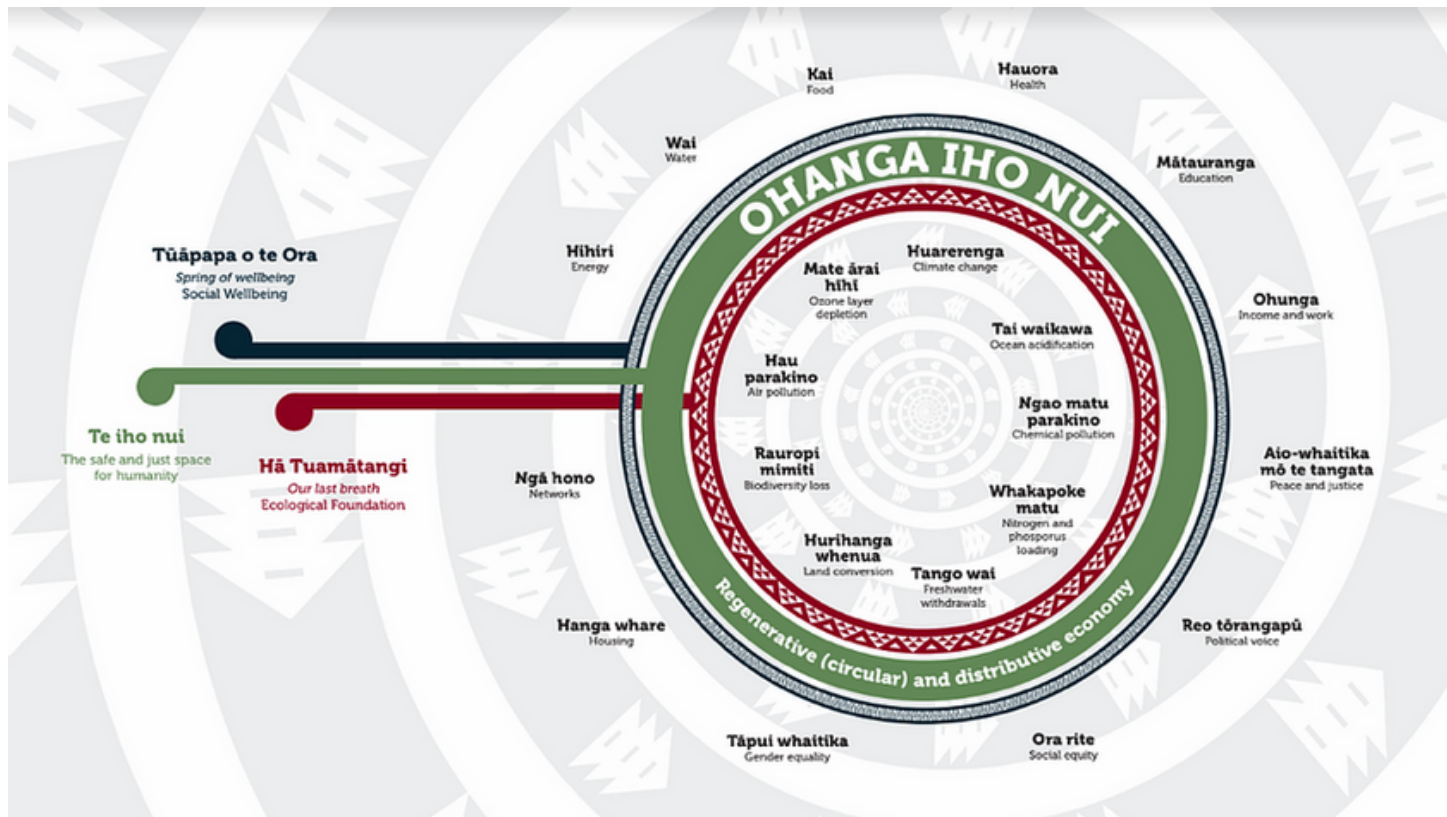 Kai
Food
Hauora
Health
Wai
Water
Mātauranga
Education
OHANGA IHO NUI
Hihiri
Energy
Tūāpapa o te Ora
Spring of wellbeing
Social Wellbeing
Huarerenga
Climate change
Mate ārai
hihī
Ozone layer
depletion
Ohunga
Income and work
Tai waikawa
Ocean acidification
Hau
parakino
Air pollution
Ngao matu
parakino
Chemical pollution
Te iho nui
The safe and just space
for humanity
Hā Tuamātangi
Our last breath
Ecological Foundation
Ngā hono
Networks
Rauropi
mimiti
Biodiversity loss
Aio-whaitika
mō te tangata
Peace and justice
Whakapoke
matu
Nitrogen and
phosporus
loading
Hurihanga
whenua
Land conversion
Tango wai
Freshwater
withdrawals
Regenerative (circular) and distributive economy
Hanga whare
Housing
Reo tōrangapū
Political voice
Tāpui whaitika
Gender equality
Ora rite
Social equity